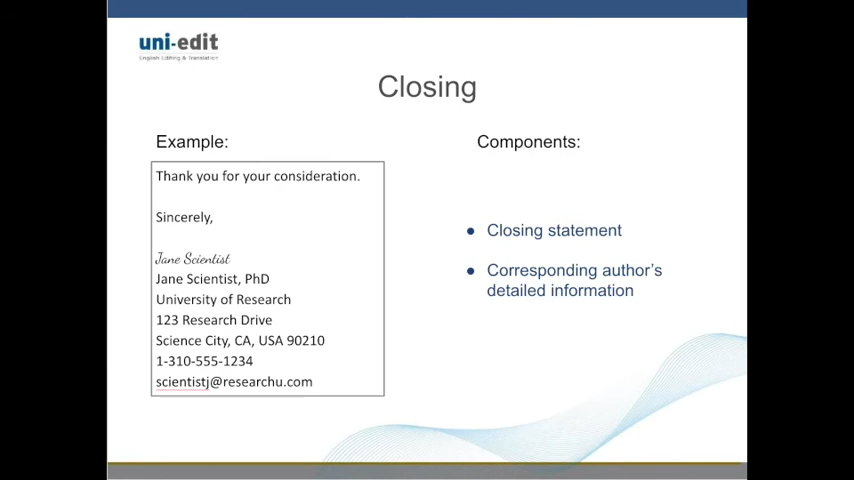 uni-edit
English Editing & Translation
Closing
Example:
Thank you for your consideration.
Sincerely,
Jane Scientist
Jane Scientist, PhD
University of Research
123 Research Drive
Science City, CA, USA 90210
1-310-555-1234
scientistj@researchu.com
Components:
● Closing statement
● Corresponding author's
detailed information